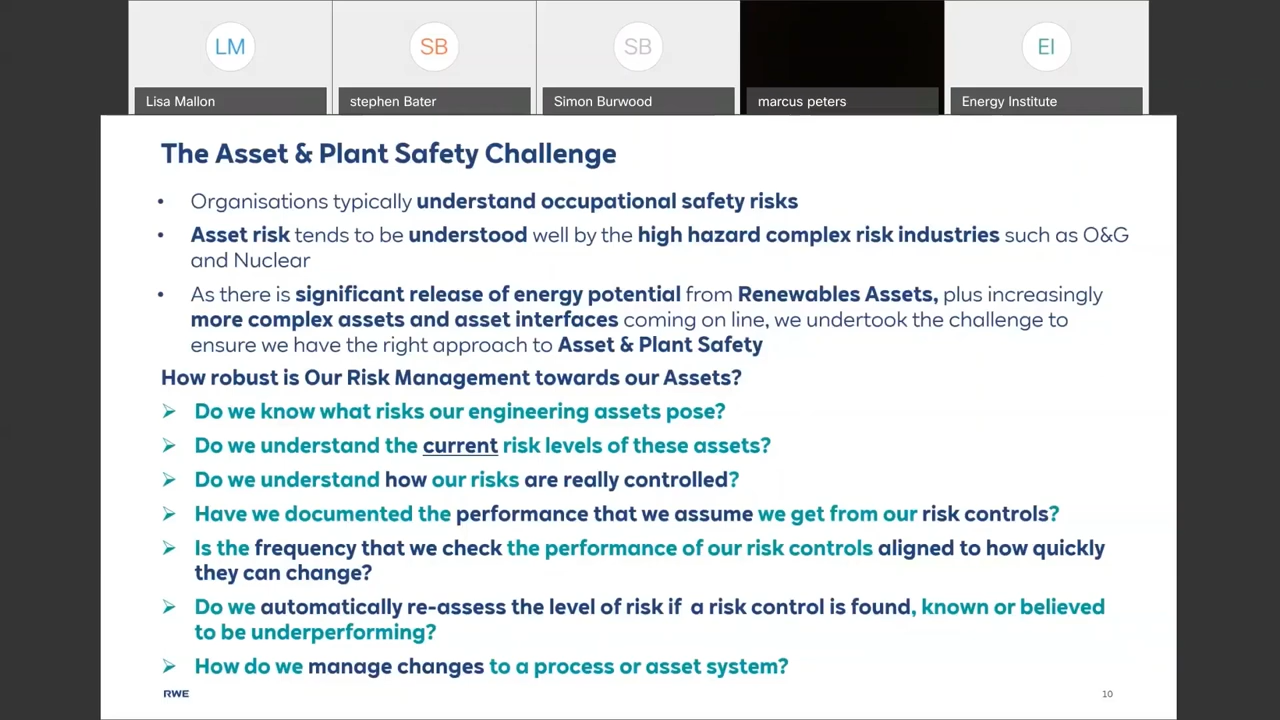 LM
SB
SB
EI
Lisa Mallon
stephen Bater
Simon Burwood
marcus peters
Energy Institute
The Asset & Plant Safety Challenge
• Organisations typically understand occupational safety risks
• Asset risk tends to be understood well by the high hazard complex risk industries such as O&G
and Nuclear
• As there is significant release of energy potential from Renewables Assets, plus increasingly
more complex assets and asset interfaces coming on line, we undertook the challenge to
ensure we have the right approach to Asset & Plant Safety
How robust is Our Risk Management towards our Assets?
➢ Do we know what risks our engineering assets pose?
➢ Do we understand the current risk levels of these assets?
➢ Do we understand how our risks are really controlled?
➢ Have we documented the performance that we assume we get from our risk controls?
➢ Is the frequency that we check the performance of our risk controls aligned to how quickly
they can change?
➢ Do we automatically re-assess the level of risk if a risk control is found, known or believed
to be underperforming?
➢ How do we manage changes to a process or asset system?
RWE
10